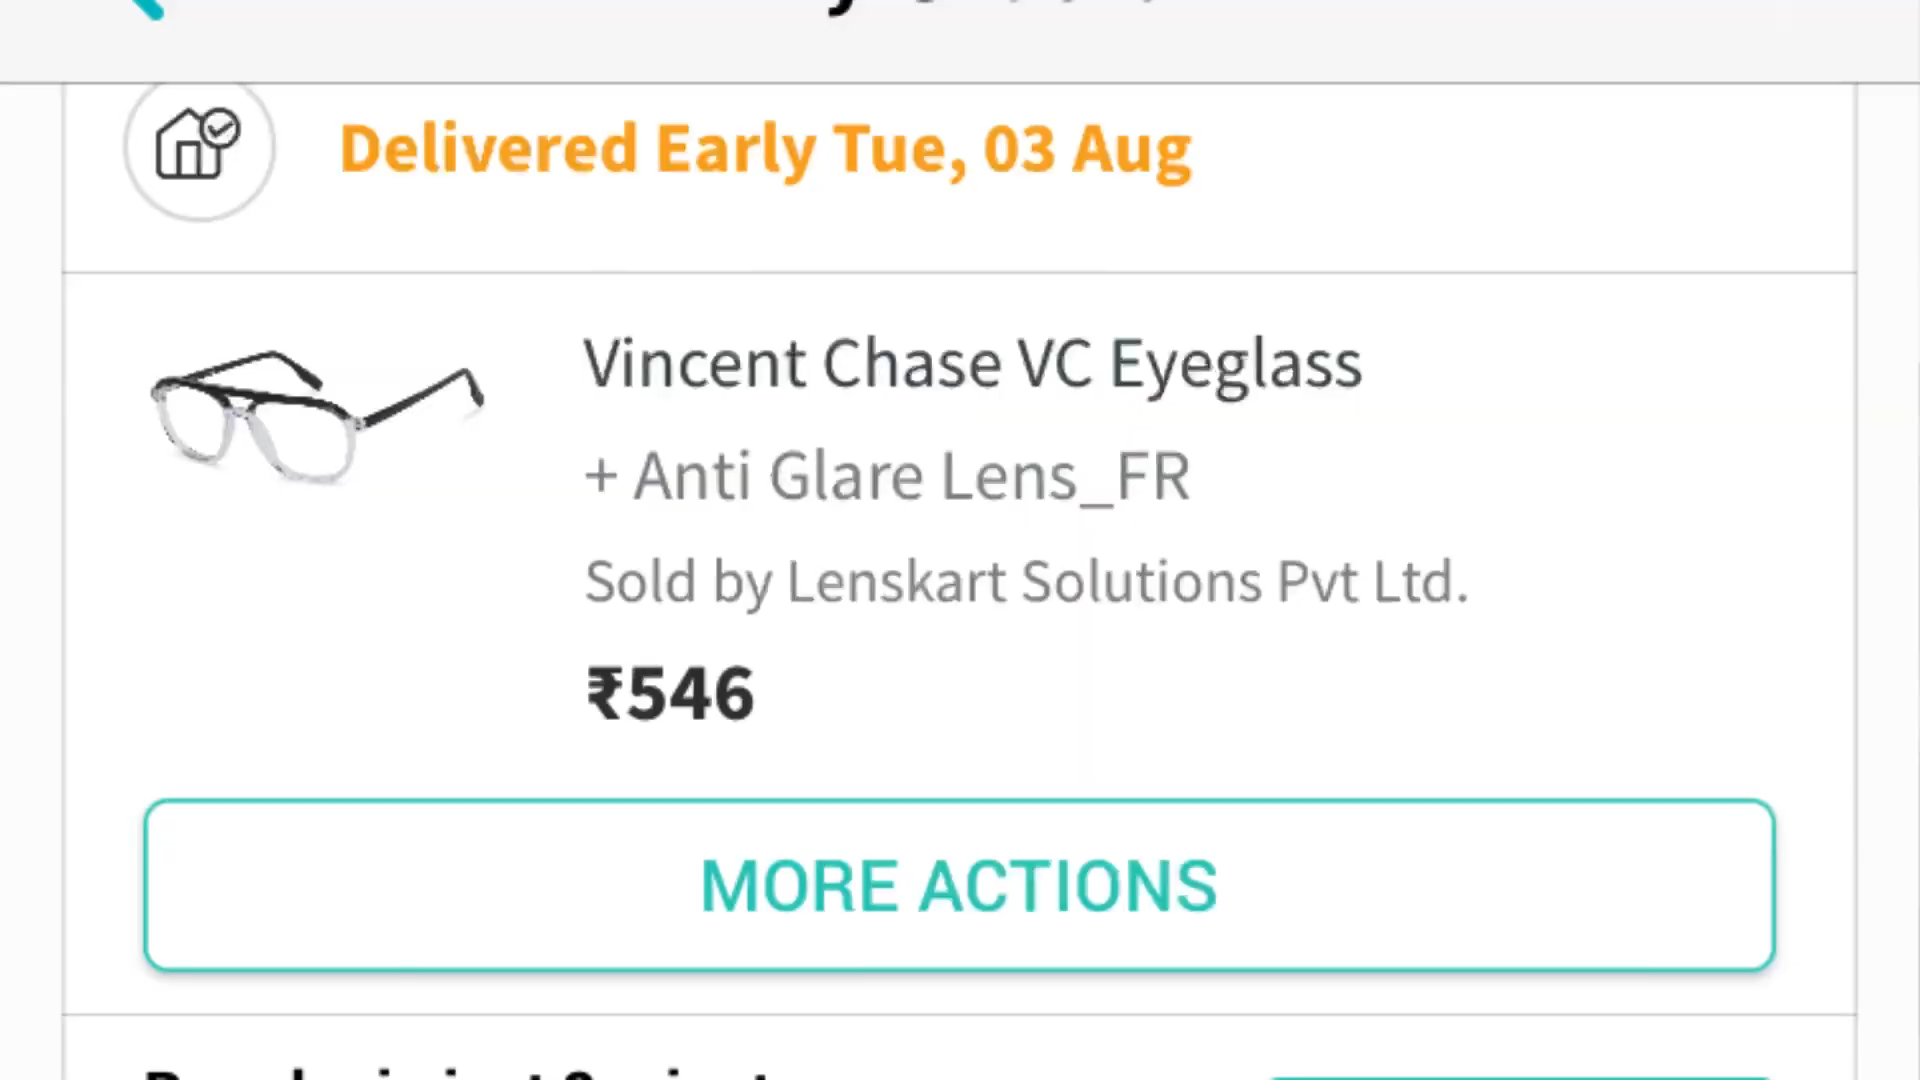 Delivered Early Tue, 03 Aug
Vincent Chase VC Eyeglass
+ Anti Glare Lens_FR
Sold by Lenskart Solutions Pvt Ltd.
₹546
MORE ACTIONS